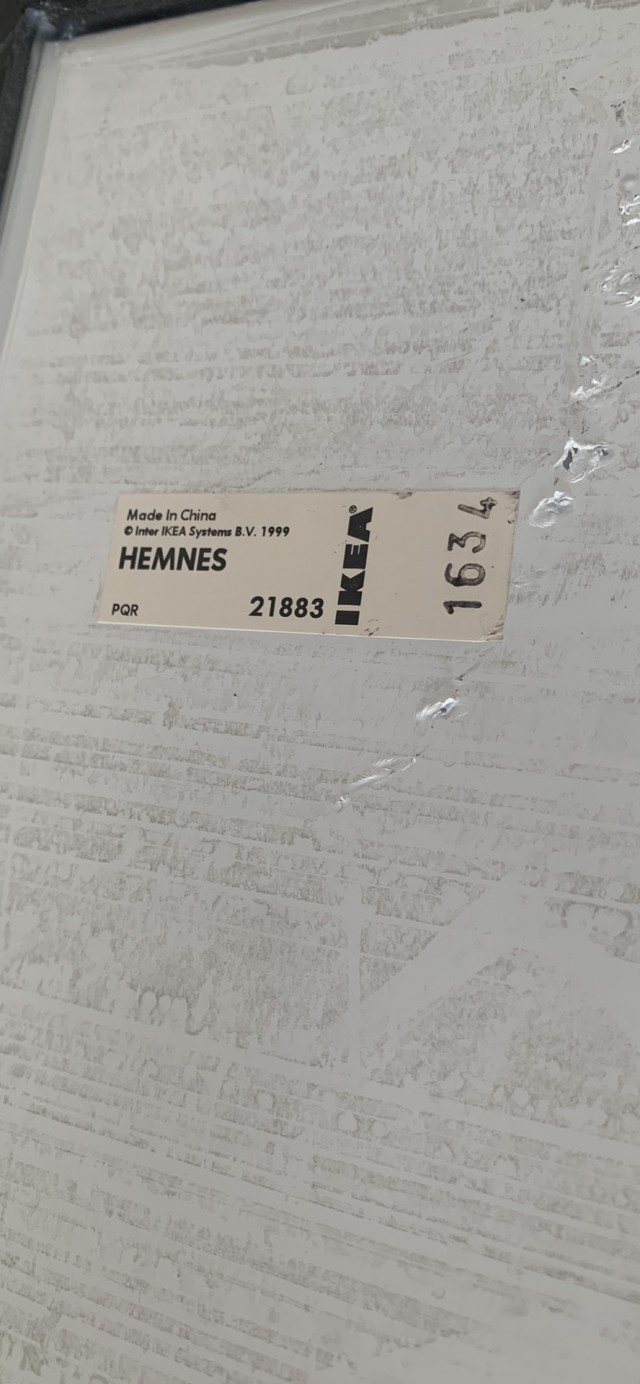 Made In China
© Inter IKEA Systems B.V. 1999
HEMNES
PQR 21883
IKEA®
1634